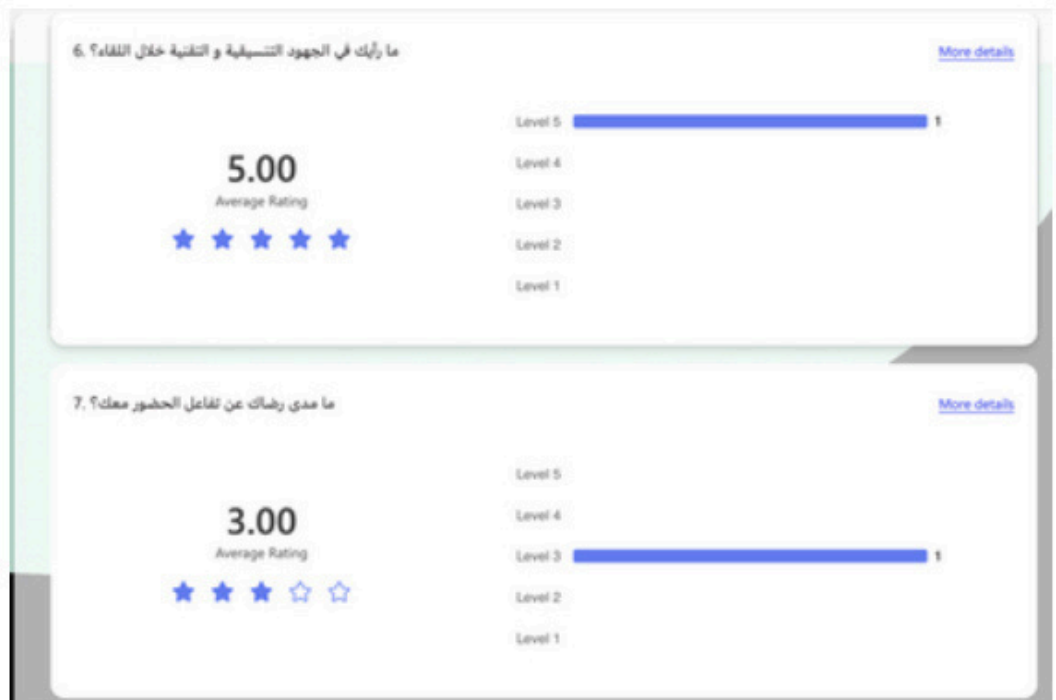 6. ما رأيك في الجهود التنسيقية و التقنية خلال اللقاء؟
More details
5.00
Average Rating
Level 5 1
Level 4
Level 3
Level 2
Level 1
7. ما مدى رضاك عن تفاعل الحضور معك؟
More details
3.00
Average Rating
Level 5
Level 4
Level 3 1
Level 2
Level 1